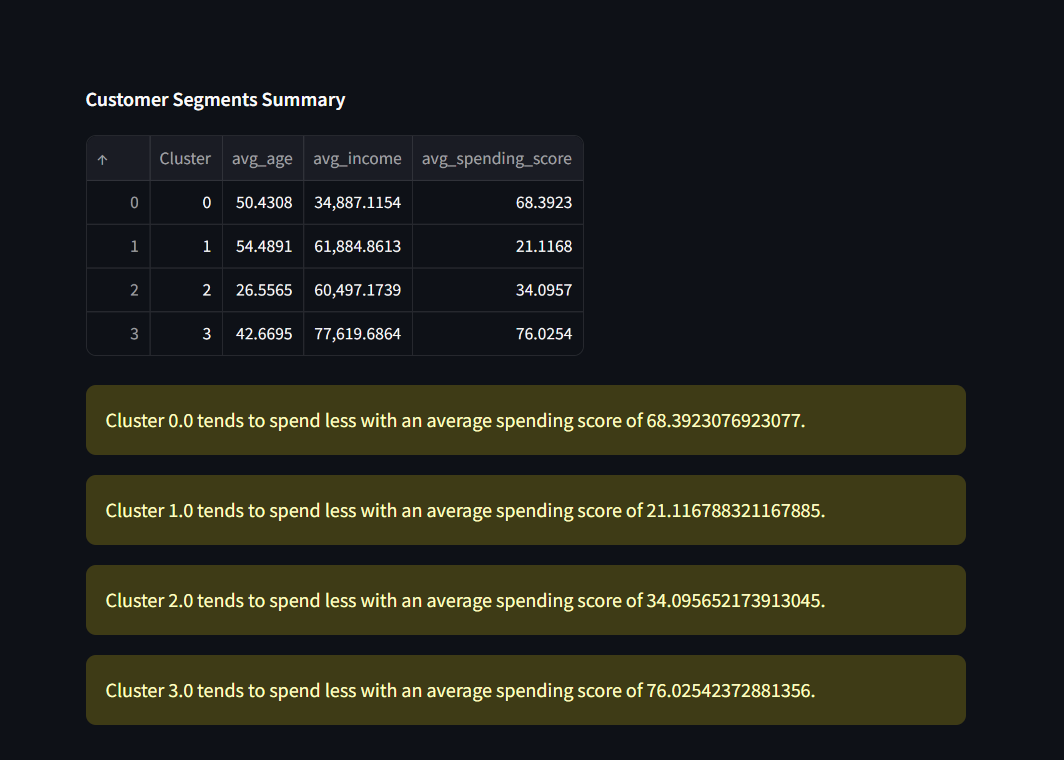 Customer Segments Summary
↑ Cluster avg_age avg_income avg_spending_score
0 0 50.4308 34,887.1154 68.3923
1 1 54.4891 61,884.8613 21.1168
2 2 26.5565 60,497.1739 34.0957
3 3 42.6695 77,619.6864 76.0254
Cluster 0.0 tends to spend less with an average spending score of 68.3923076923077.
Cluster 1.0 tends to spend less with an average spending score of 21.116788321167885.
Cluster 2.0 tends to spend less with an average spending score of 34.095652173913045.
Cluster 3.0 tends to spend less with an average spending score of 76.02542372881356.